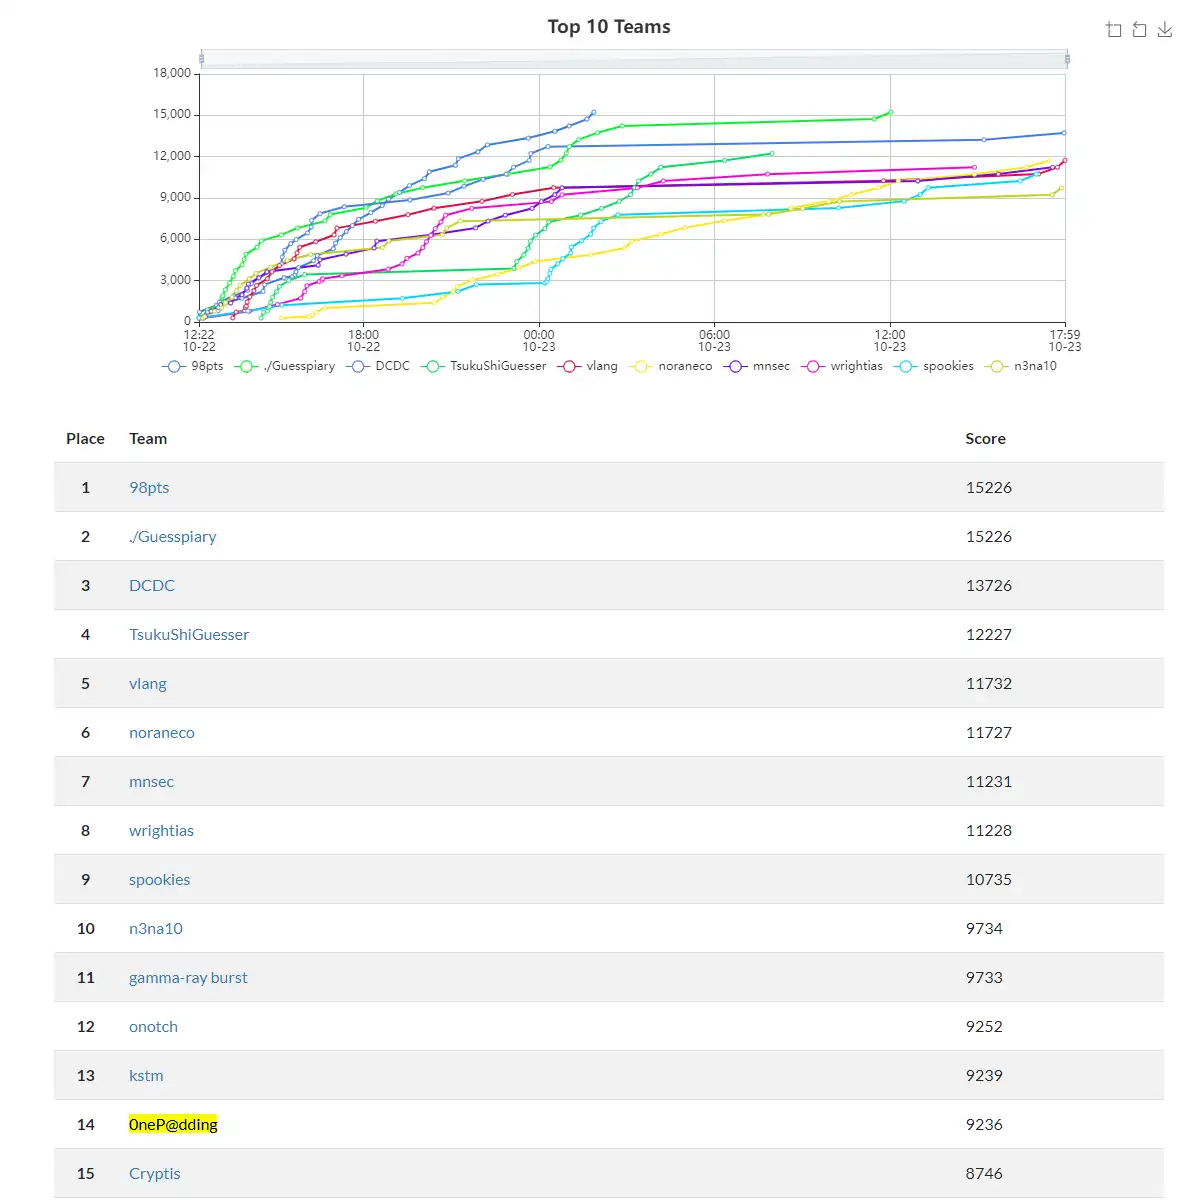 Top 10 Teams
18,000
15,000
12,000
9,000
6,000
3,000
0
12:22 18:00 00:00 06:00 12:00 17:59
10-22 10-22 10-23 10-23 10-23 10-23
98pts ./Guesspiary DCDC TsukuShiGuesser vlang noraneco mnsec wrightias spookies n3na10
Place Team Score
1 98pts 15226
2 ./Guesspiary 15226
3 DCDC 13726
4 TsukuShiGuesser 12227
5 vlang 11732
6 noraneco 11727
7 mnsec 11231
8 wrightias 11228
9 spookies 10735
10 n3na10 9734
11 gamma-ray burst 9733
12 onotch 9252
13 kstm 9239
14 0neP@dding 9236
15 Cryptis 8746